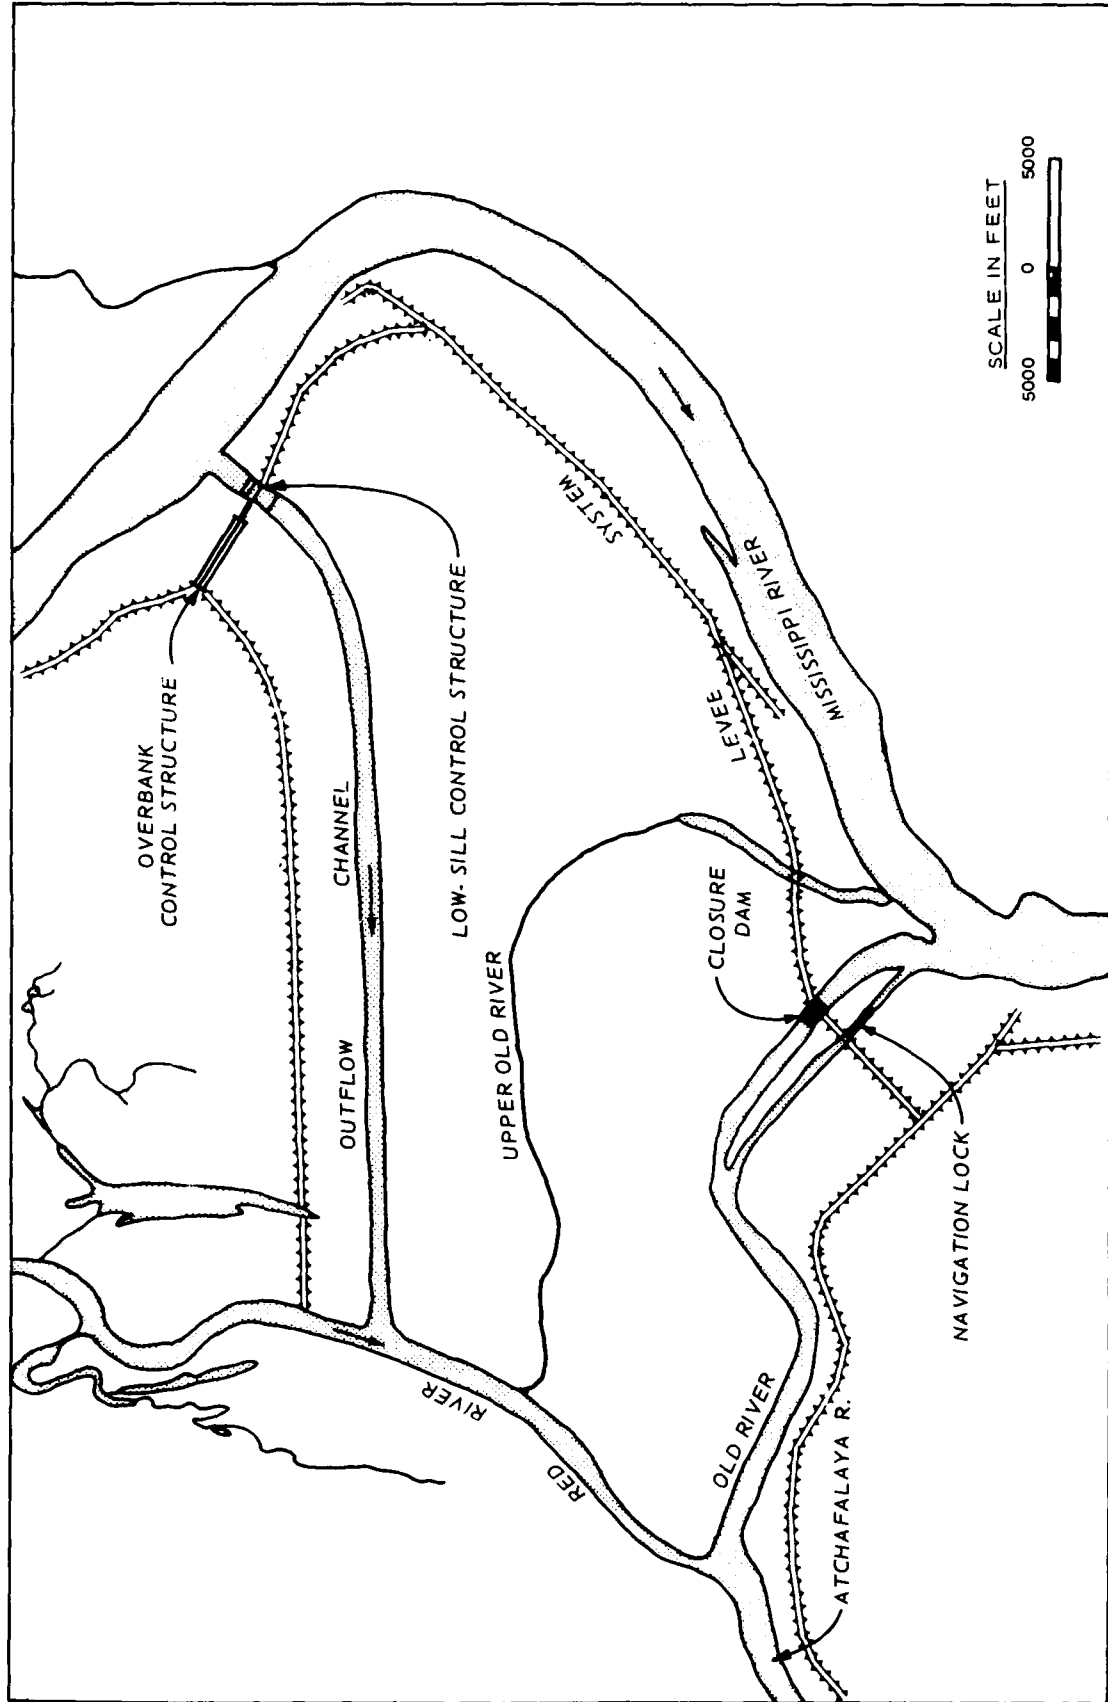 OVERBANK
CONTROL STRUCTURE
OUTFLOW CHANNEL
LOW-SILL CONTROL STRUCTURE
UPPER OLD RIVER
RED RIVER
OLD RIVER
ATCHAFALAYA R.
CLOSURE
DAM
NAVIGATION LOCK
LEVEE SYSTEM
MISSISSIPPI RIVER
SCALE IN FEET
5000 0 5000